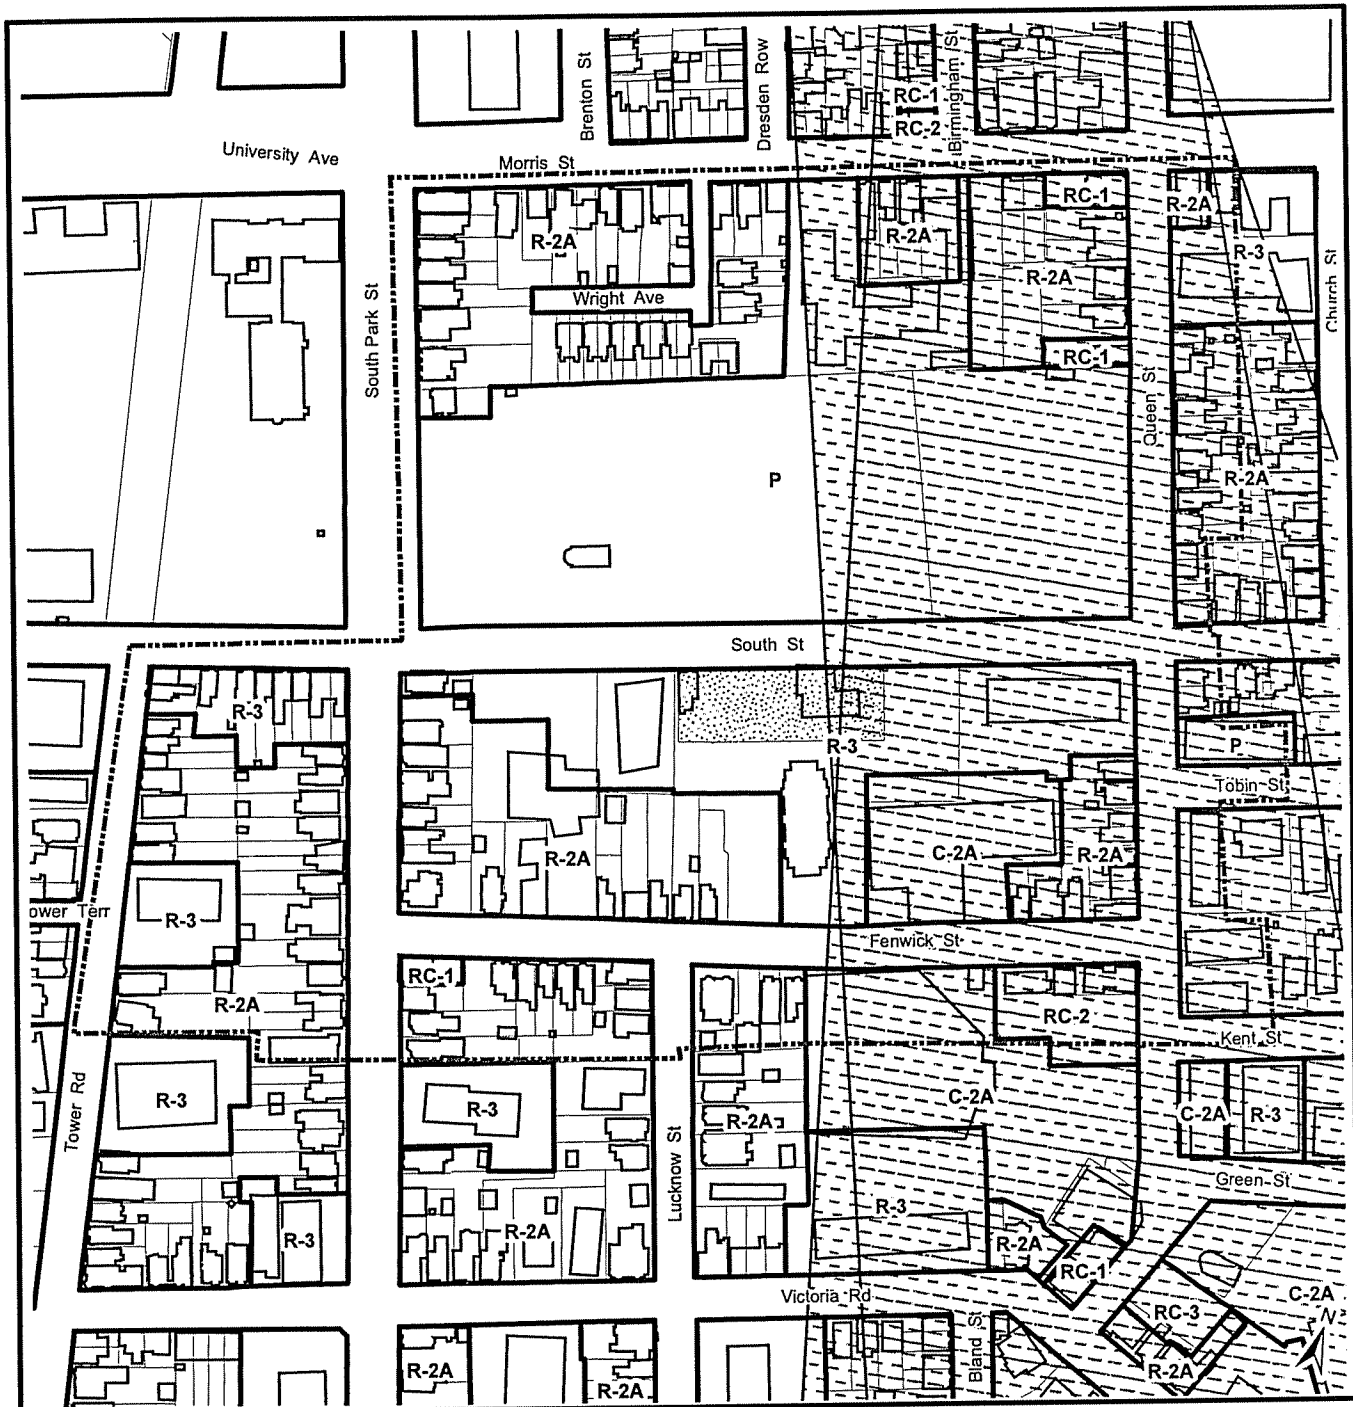 Brenton St
Dresden Row
Birmingham St
RC-1
RC-2
University Ave
Morris St
RC-1
R-2A
R-2A
R-2A
R-2A
R-3
Wright Ave
South Park St
Church St
RC-1
Queen St
P
R-2A
South St
R-3
R-3
P
Tobin St
R-2A
C-2A
R-2A
ower Terr
R-3
Fenwick St
RC-1
R-2A
RC-2
Kent St
R-3
R-3
C-2A
C-2A
R-3
Tower Rd
R-2A
Lucknow St
Green St
R-3
R-3
R-2A
R-2A
RC-1
Victoria Rd
C-2A
N
RC-3
Bland St
R-2A
R-2A
R-2A